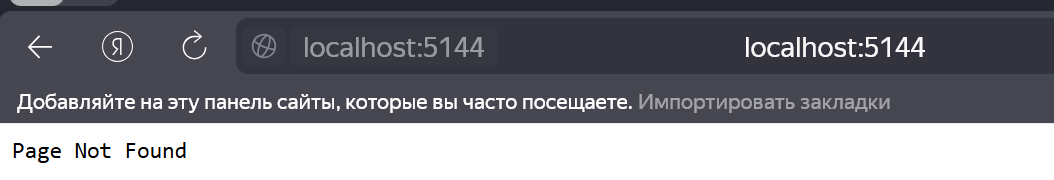 Я localhost:5144 localhost:5144
Добавляйте на эту панель сайты, которые вы часто посещаете. Импортировать закладки
Page Not Found